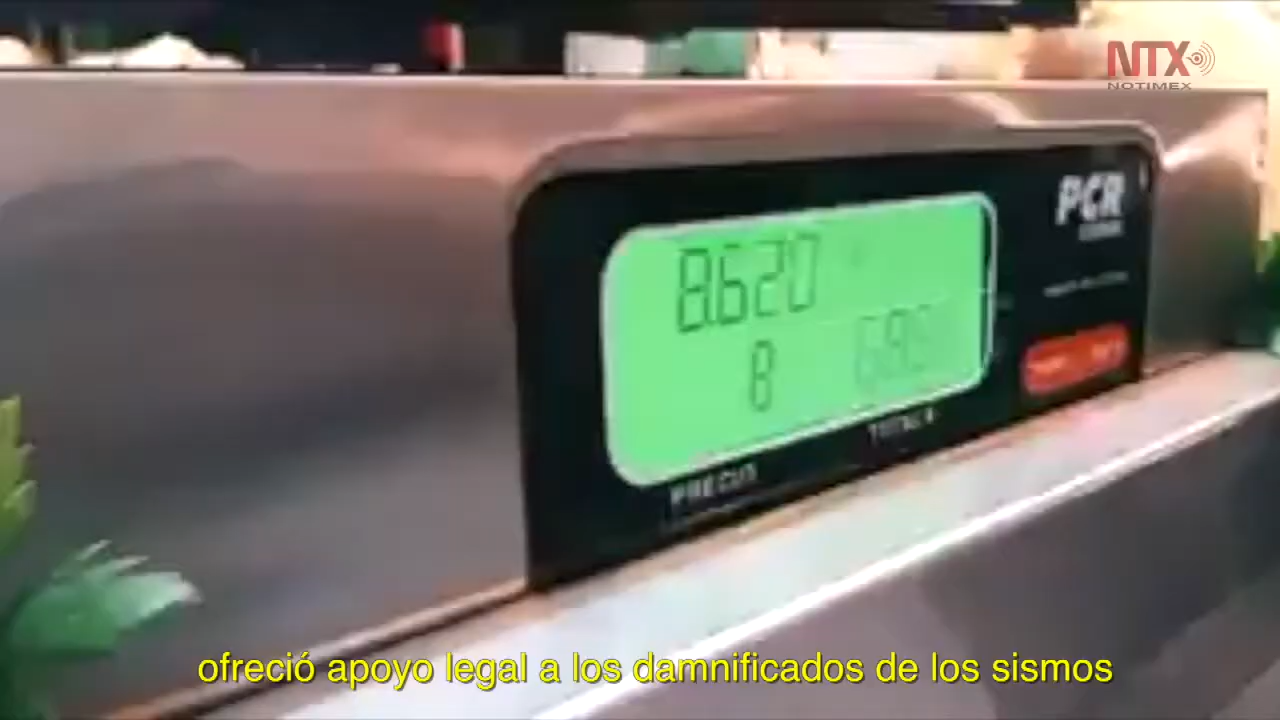 NTX
NOTIMEX
PCR
8.620
8
PRECIO
TOTAL $
ofreció apoyo legal a los damnificados de los sismos